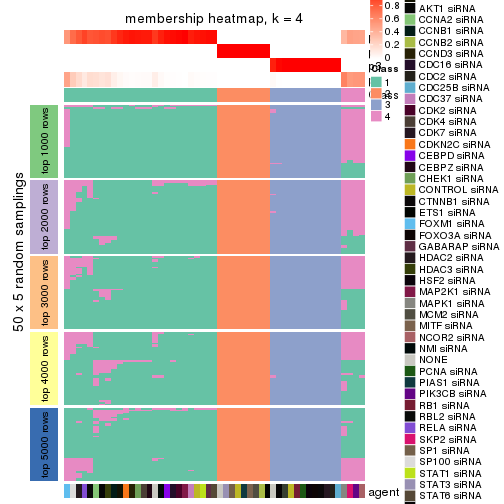 membership heatmap, k = 4
50 x 5 random samplings
top 1000 rows
top 2000 rows
top 3000 rows
top 4000 rows
top 5000 rows
0.8
0.6
0.4
0.2
0
Class
1
2
3
4
agent
AKT1 siRNA
CCNA2 siRNA
CCNB1 siRNA
CCNB2 siRNA
CCND3 siRNA
CDC16 siRNA
CDC2 siRNA
CDC25B siRNA
CDC37 siRNA
CDK2 siRNA
CDK4 siRNA
CDK7 siRNA
CDKN2C siRNA
CEBPD siRNA
CEBPZ siRNA
CHEK1 siRNA
CONTROL siRNA
CTNNB1 siRNA
ETS1 siRNA
FOXM1 siRNA
FOXO3A siRNA
GABARAP siRNA
HDAC2 siRNA
HDAC3 siRNA
HSF2 siRNA
MAP2K1 siRNA
MAPK1 siRNA
MCM2 siRNA
MITF siRNA
NCOR2 siRNA
NMI siRNA
NONE
PCNA siRNA
PIAS1 siRNA
PIK3CB siRNA
RB1 siRNA
RBL2 siRNA
RELA siRNA
SKP2 siRNA
SP1 siRNA
SP100 siRNA
STAT1 siRNA
STAT3 siRNA
STAT6 siRNA